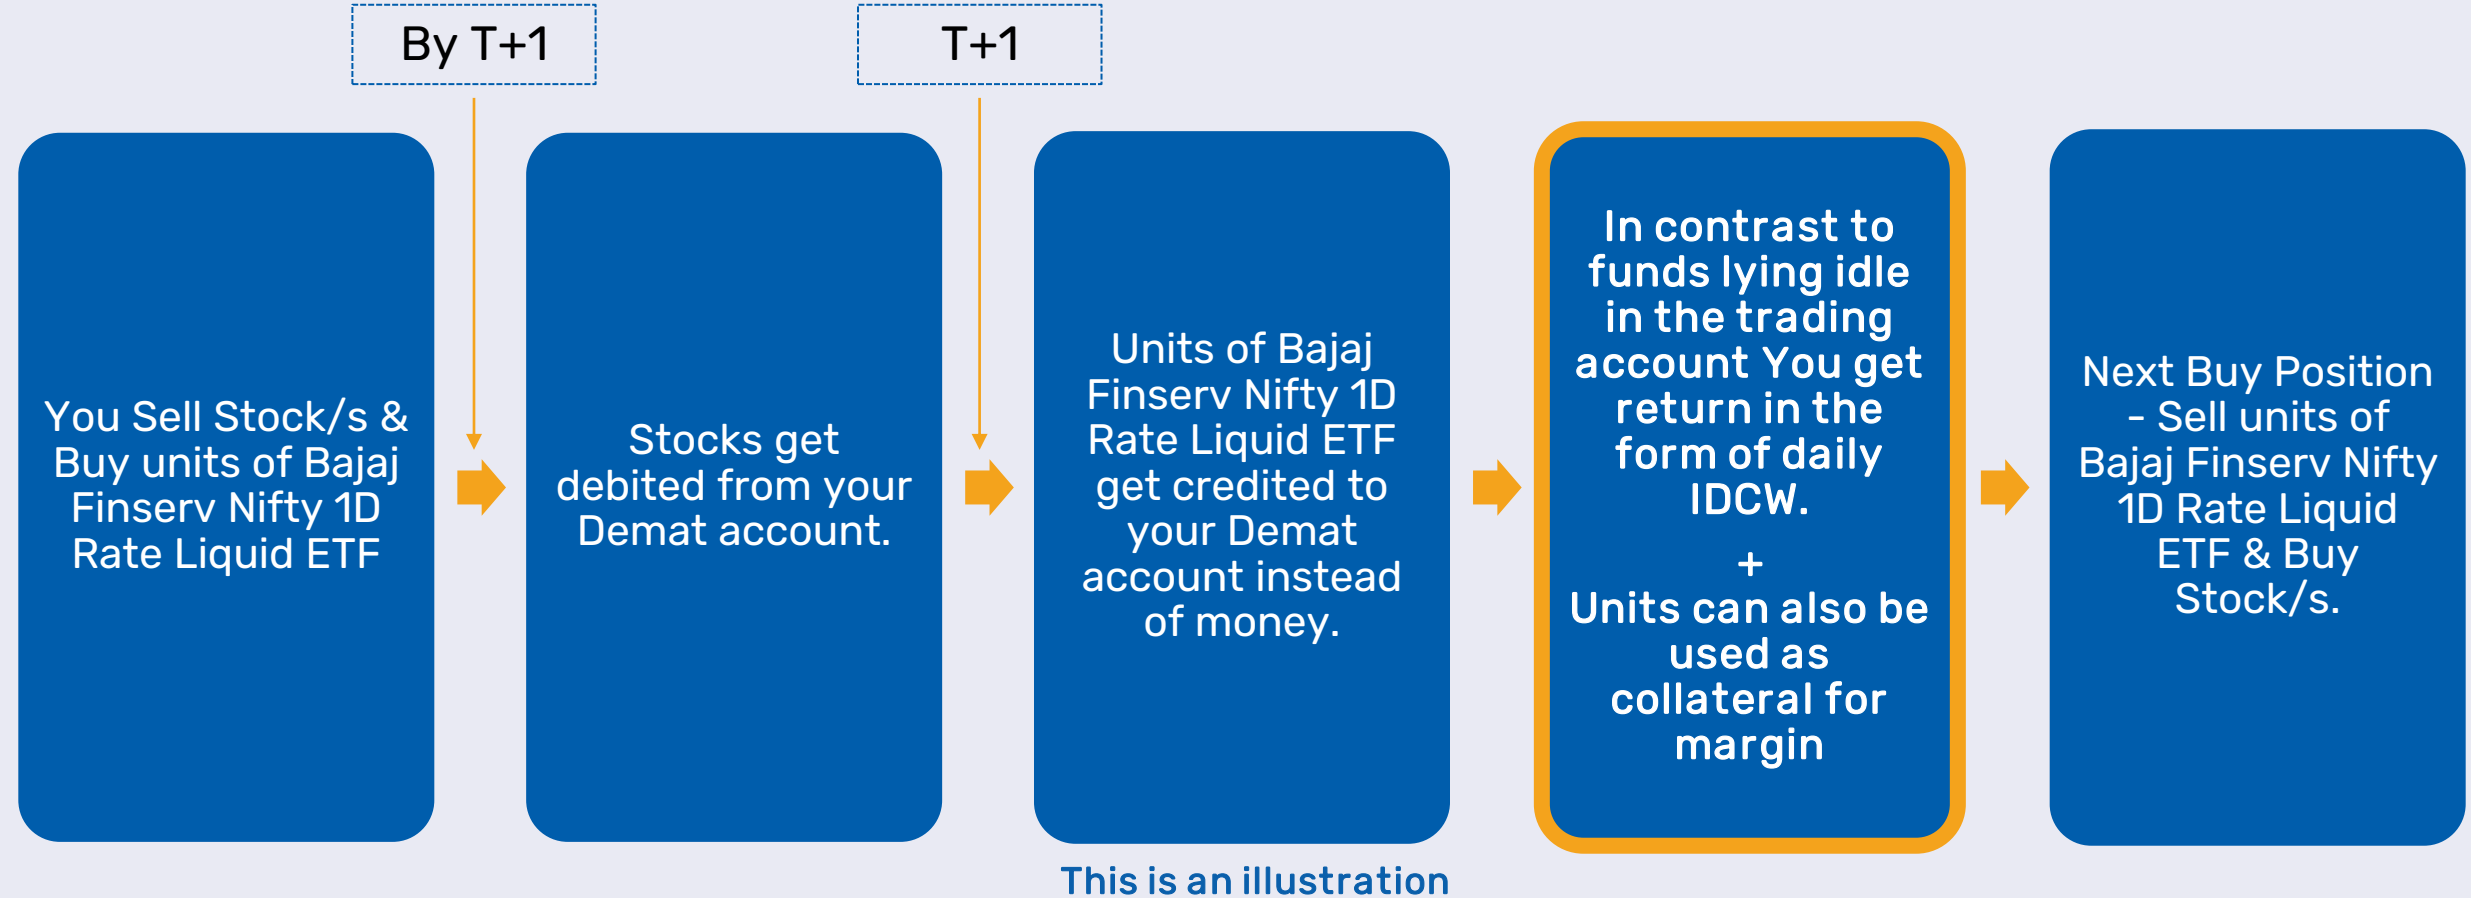 By T+1
T+1
You Sell Stock/s &
Buy units of Bajaj
Finserv Nifty 1D
Rate Liquid ETF
Stocks get
debited from your
Demat account.
Units of Bajaj
Finserv Nifty 1D
Rate Liquid ETF
get credited to
your Demat
account instead
of money.
In contrast to
funds lying idle
in the trading
account You get
return in the
form of daily
IDCW.
+
Units can also be
used as
collateral for
margin
Next Buy Position
- Sell units of
Bajaj Finserv Nifty
1D Rate Liquid
ETF & Buy
Stock/s.
This is an illustration